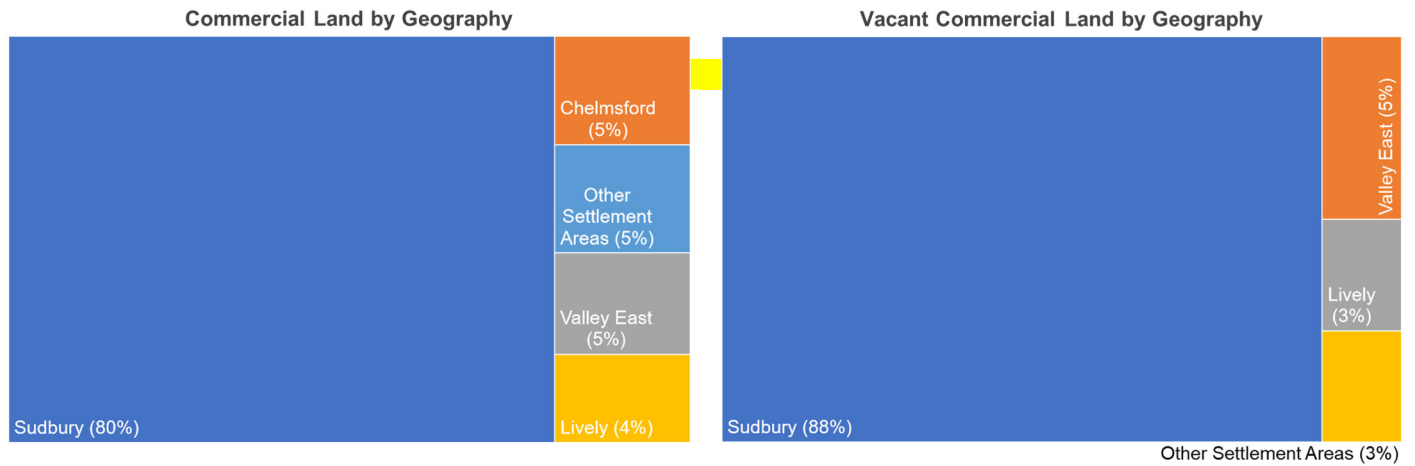 Commercial Land by Geography
Chelmsford
(5%)
Other
Settlement
Areas (5%)
Valley East
(5%)
Sudbury (80%)
Lively (4%)
Vacant Commercial Land by Geography
Valley East (5%)
Lively
(3%)
Sudbury (88%)
Other Settlement Areas (3%)